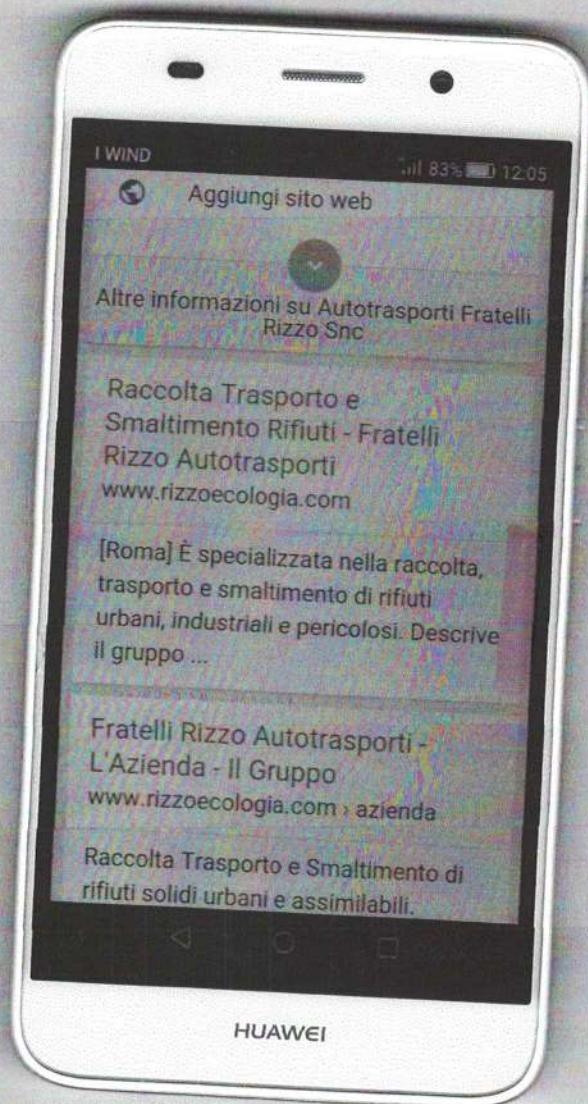 I WIND
83% 12:05
Aggiungi sito web
Altre informazioni su Autotrasporti Fratelli
Rizzo Snc
Raccolta Trasporto e
Smaltimento Rifiuti - Fratelli
Rizzo Autotrasporti
www.rizzoecologia.com
[Roma] È specializzata nella raccolta,
trasporto e smaltimento di rifiuti
urbani, industriali e pericolosi. Descrive
il gruppo ...
Fratelli Rizzo Autotrasporti -
L'Azienda - Il Gruppo
www.rizzoecologia.com › azienda
Raccolta Trasporto e Smaltimento di
rifiuti solidi urbani e assimilabili.
HUAWEI